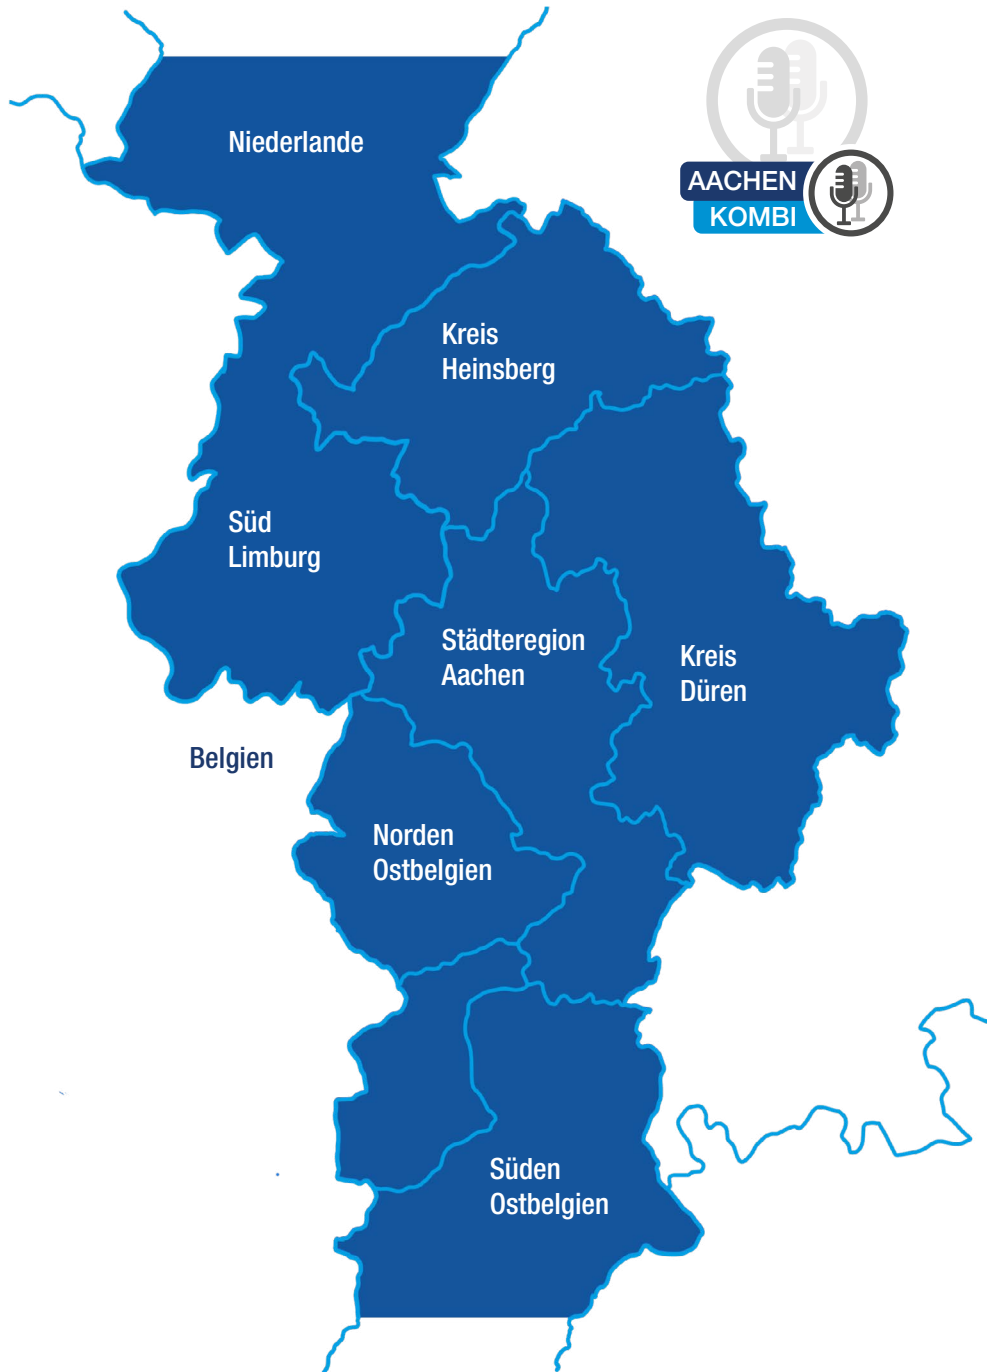 Niederlande
AACHEN
KOMBI
Kreis
Heinsberg
Süd
Limburg
Städteregion
Aachen
Kreis
Düren
Belgien
Norden
Ostbelgien
Süden
Ostbelgien